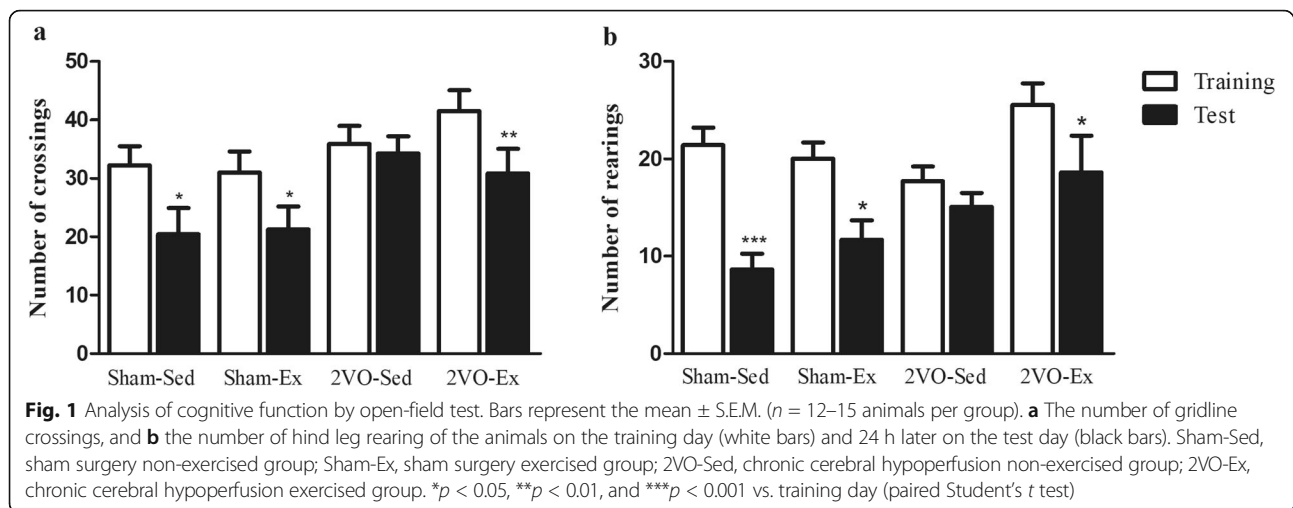 a
b
50
40
30
20
10
0
Number of crossings
*
*
**
Sham-Sed Sham-Ex 2VO-Sed 2VO-Ex
30
20
10
0
Number of rearings
***
*
*
Sham-Sed Sham-Ex 2VO-Sed 2VO-Ex
Training
Test
Fig. 1 Analysis of cognitive function by open-field test. Bars represent the mean ± S.E.M. (n = 12–15 animals per group). a The number of gridline
crossings, and b the number of hind leg rearing of the animals on the training day (white bars) and 24 h later on the test day (black bars). Sham-Sed,
sham surgery non-exercised group; Sham-Ex, sham surgery exercised group; 2VO-Sed, chronic cerebral hypoperfusion non-exercised group; 2VO-Ex,
chronic cerebral hypoperfusion exercised group. *p < 0.05, **p < 0.01, and ***p < 0.001 vs. training day (paired Student's t test)